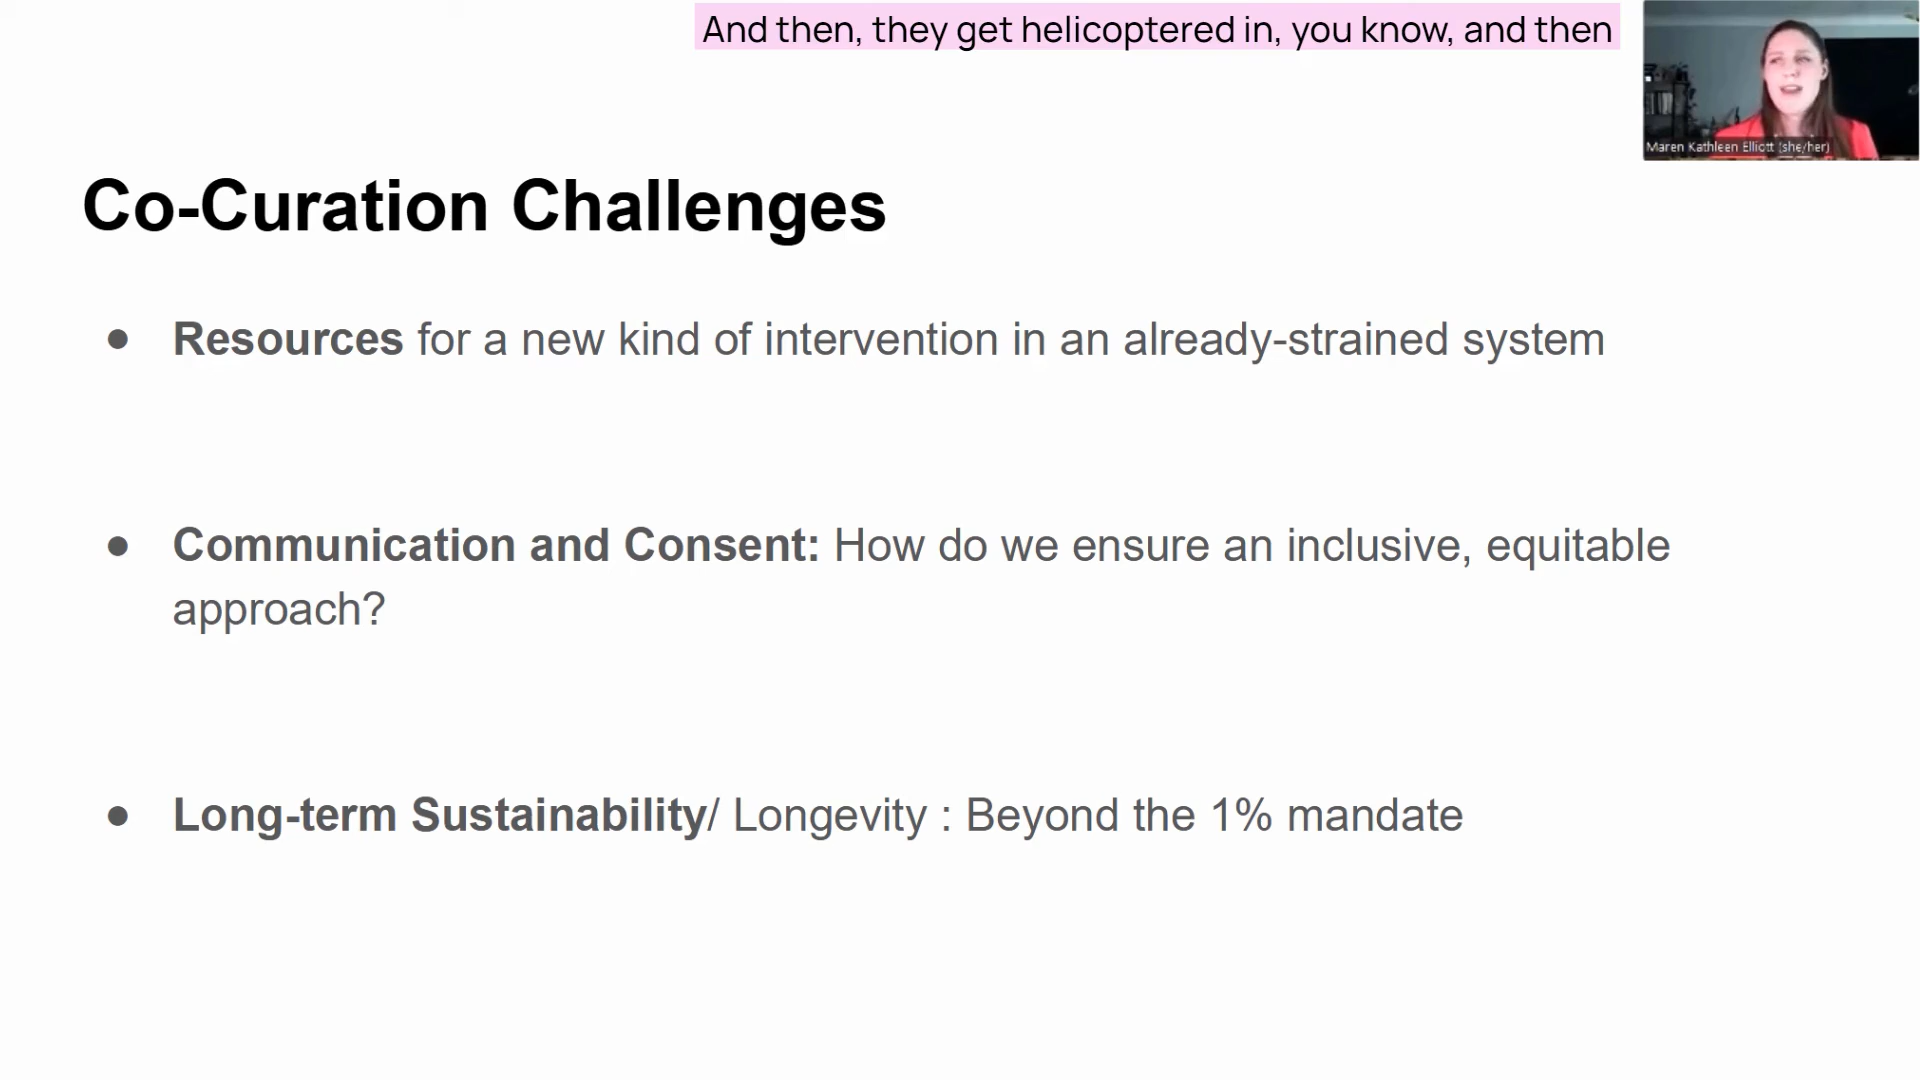 And then, they get helicoptered in, you know, and then
Maren Kathleen Elliott (she/her)
Co-Curation Challenges
● Resources for a new kind of intervention in an already-strained system
● Communication and Consent: How do we ensure an inclusive, equitable
approach?
● Long-term Sustainability/ Longevity : Beyond the 1% mandate